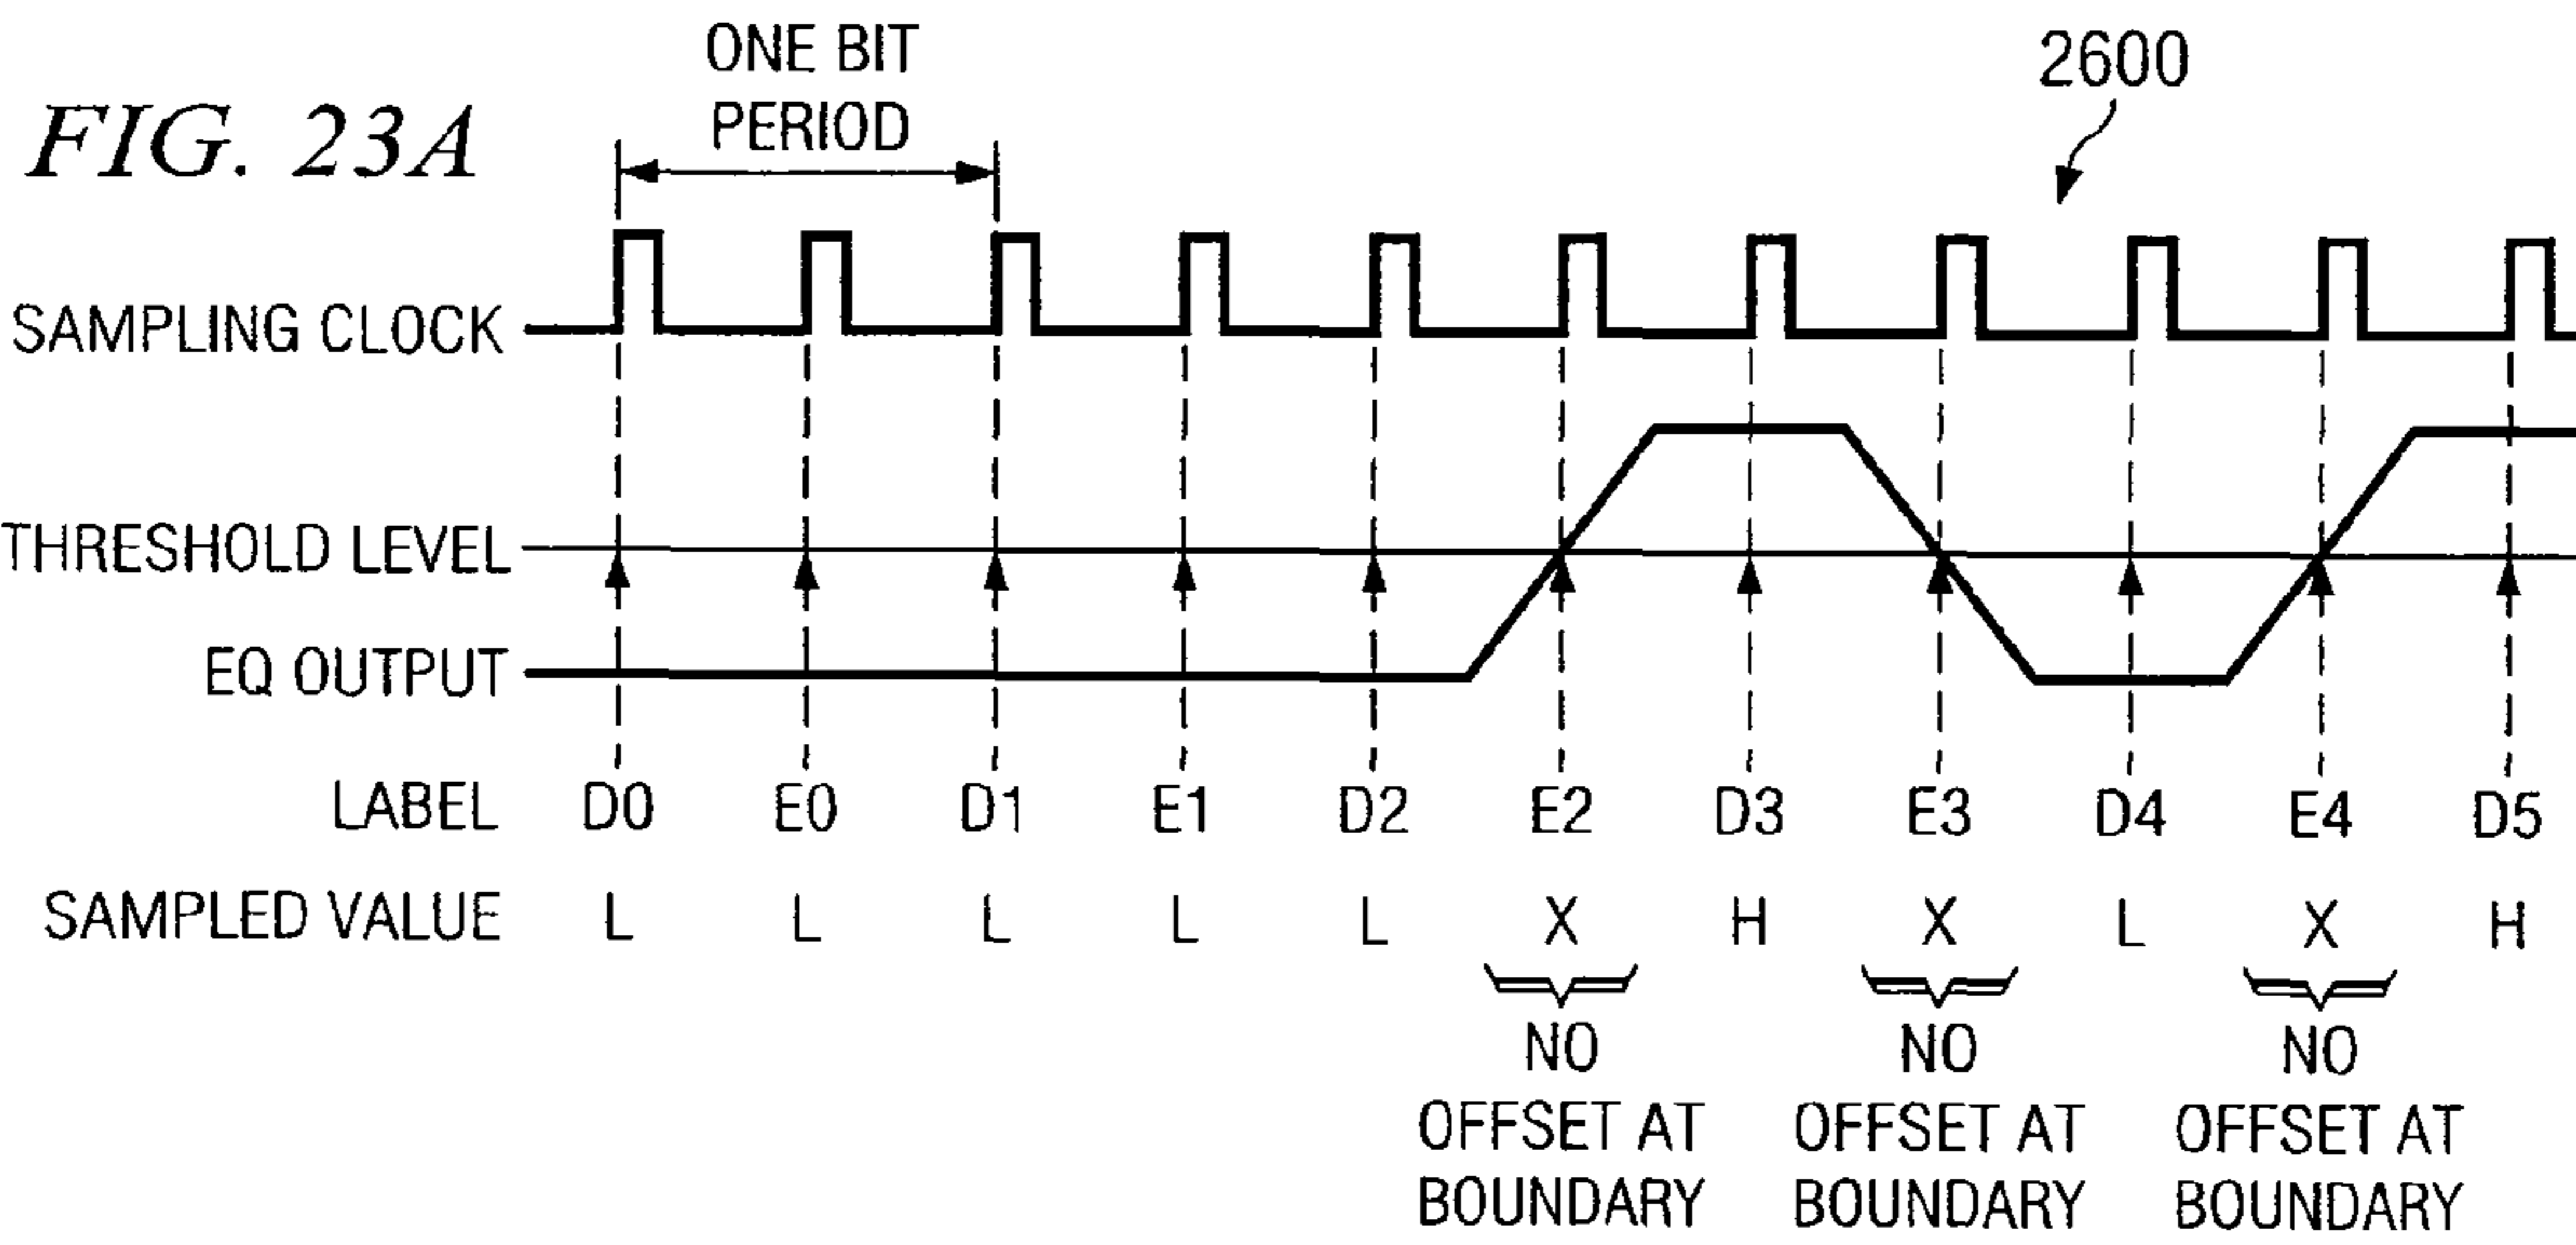 FIG. 23A
ONE BIT
PERIOD
2600
SAMPLING CLOCK
THRESHOLD LEVEL
EQ OUTPUT
LABEL D0 E0 D1 E1 D2 E2 D3 E3 D4 E4 D5
SAMPLED VALUE L L L L L X H X L X H
NO NO NO
OFFSET AT OFFSET AT OFFSET AT
BOUNDARY BOUNDARY BOUNDARY